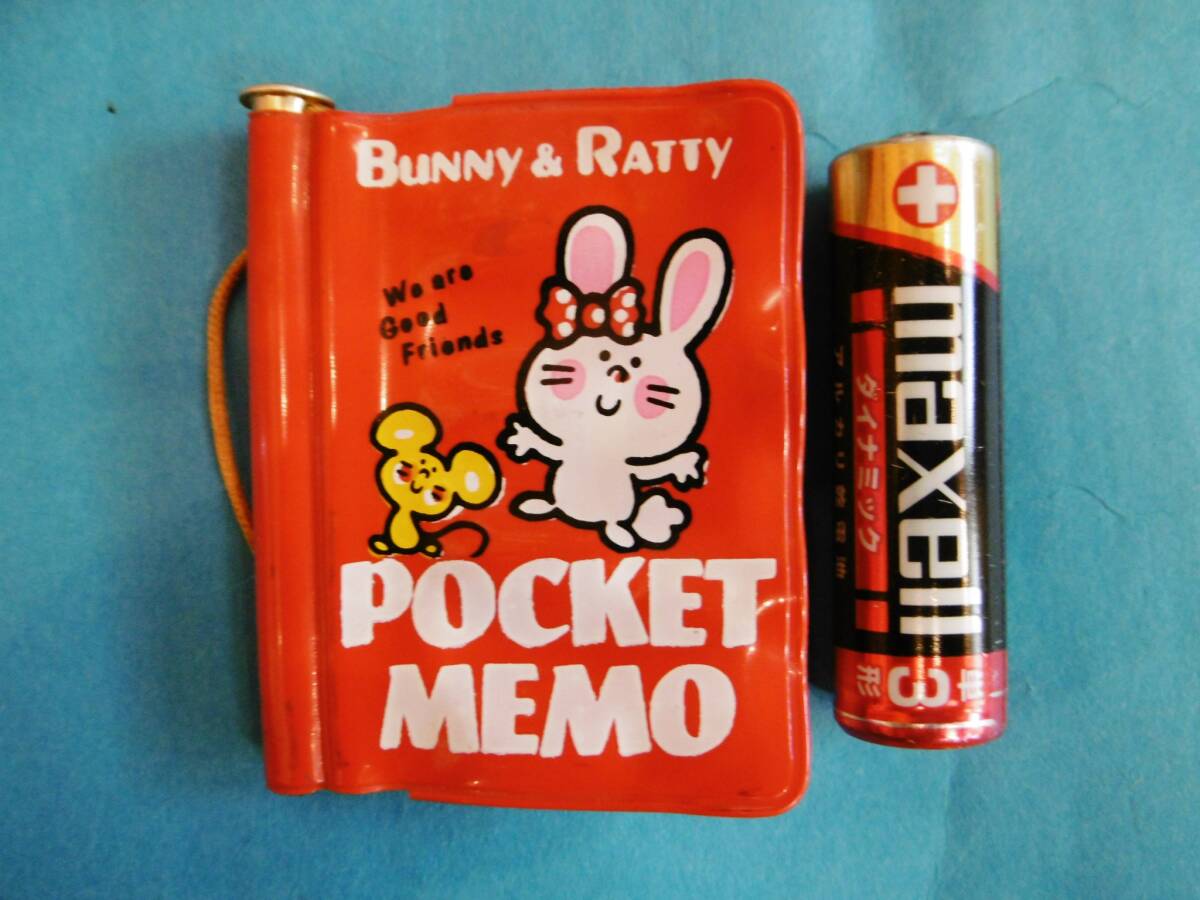 BUNNY & RATTY
We are
Good
Friends
POCKET
MEMO
maxell
ダイナミック
アルカリ乾電池
単3形